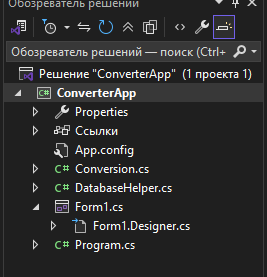 Обозреватель решений
Обозреватель решений — поиск (Ctrl+
Решение "ConverterApp" (1 проекта 1)
C# ConverterApp
Properties
Ссылки
App.config
C# Conversion.cs
C# DatabaseHelper.cs
Form1.cs
Form1.Designer.cs
C# Program.cs